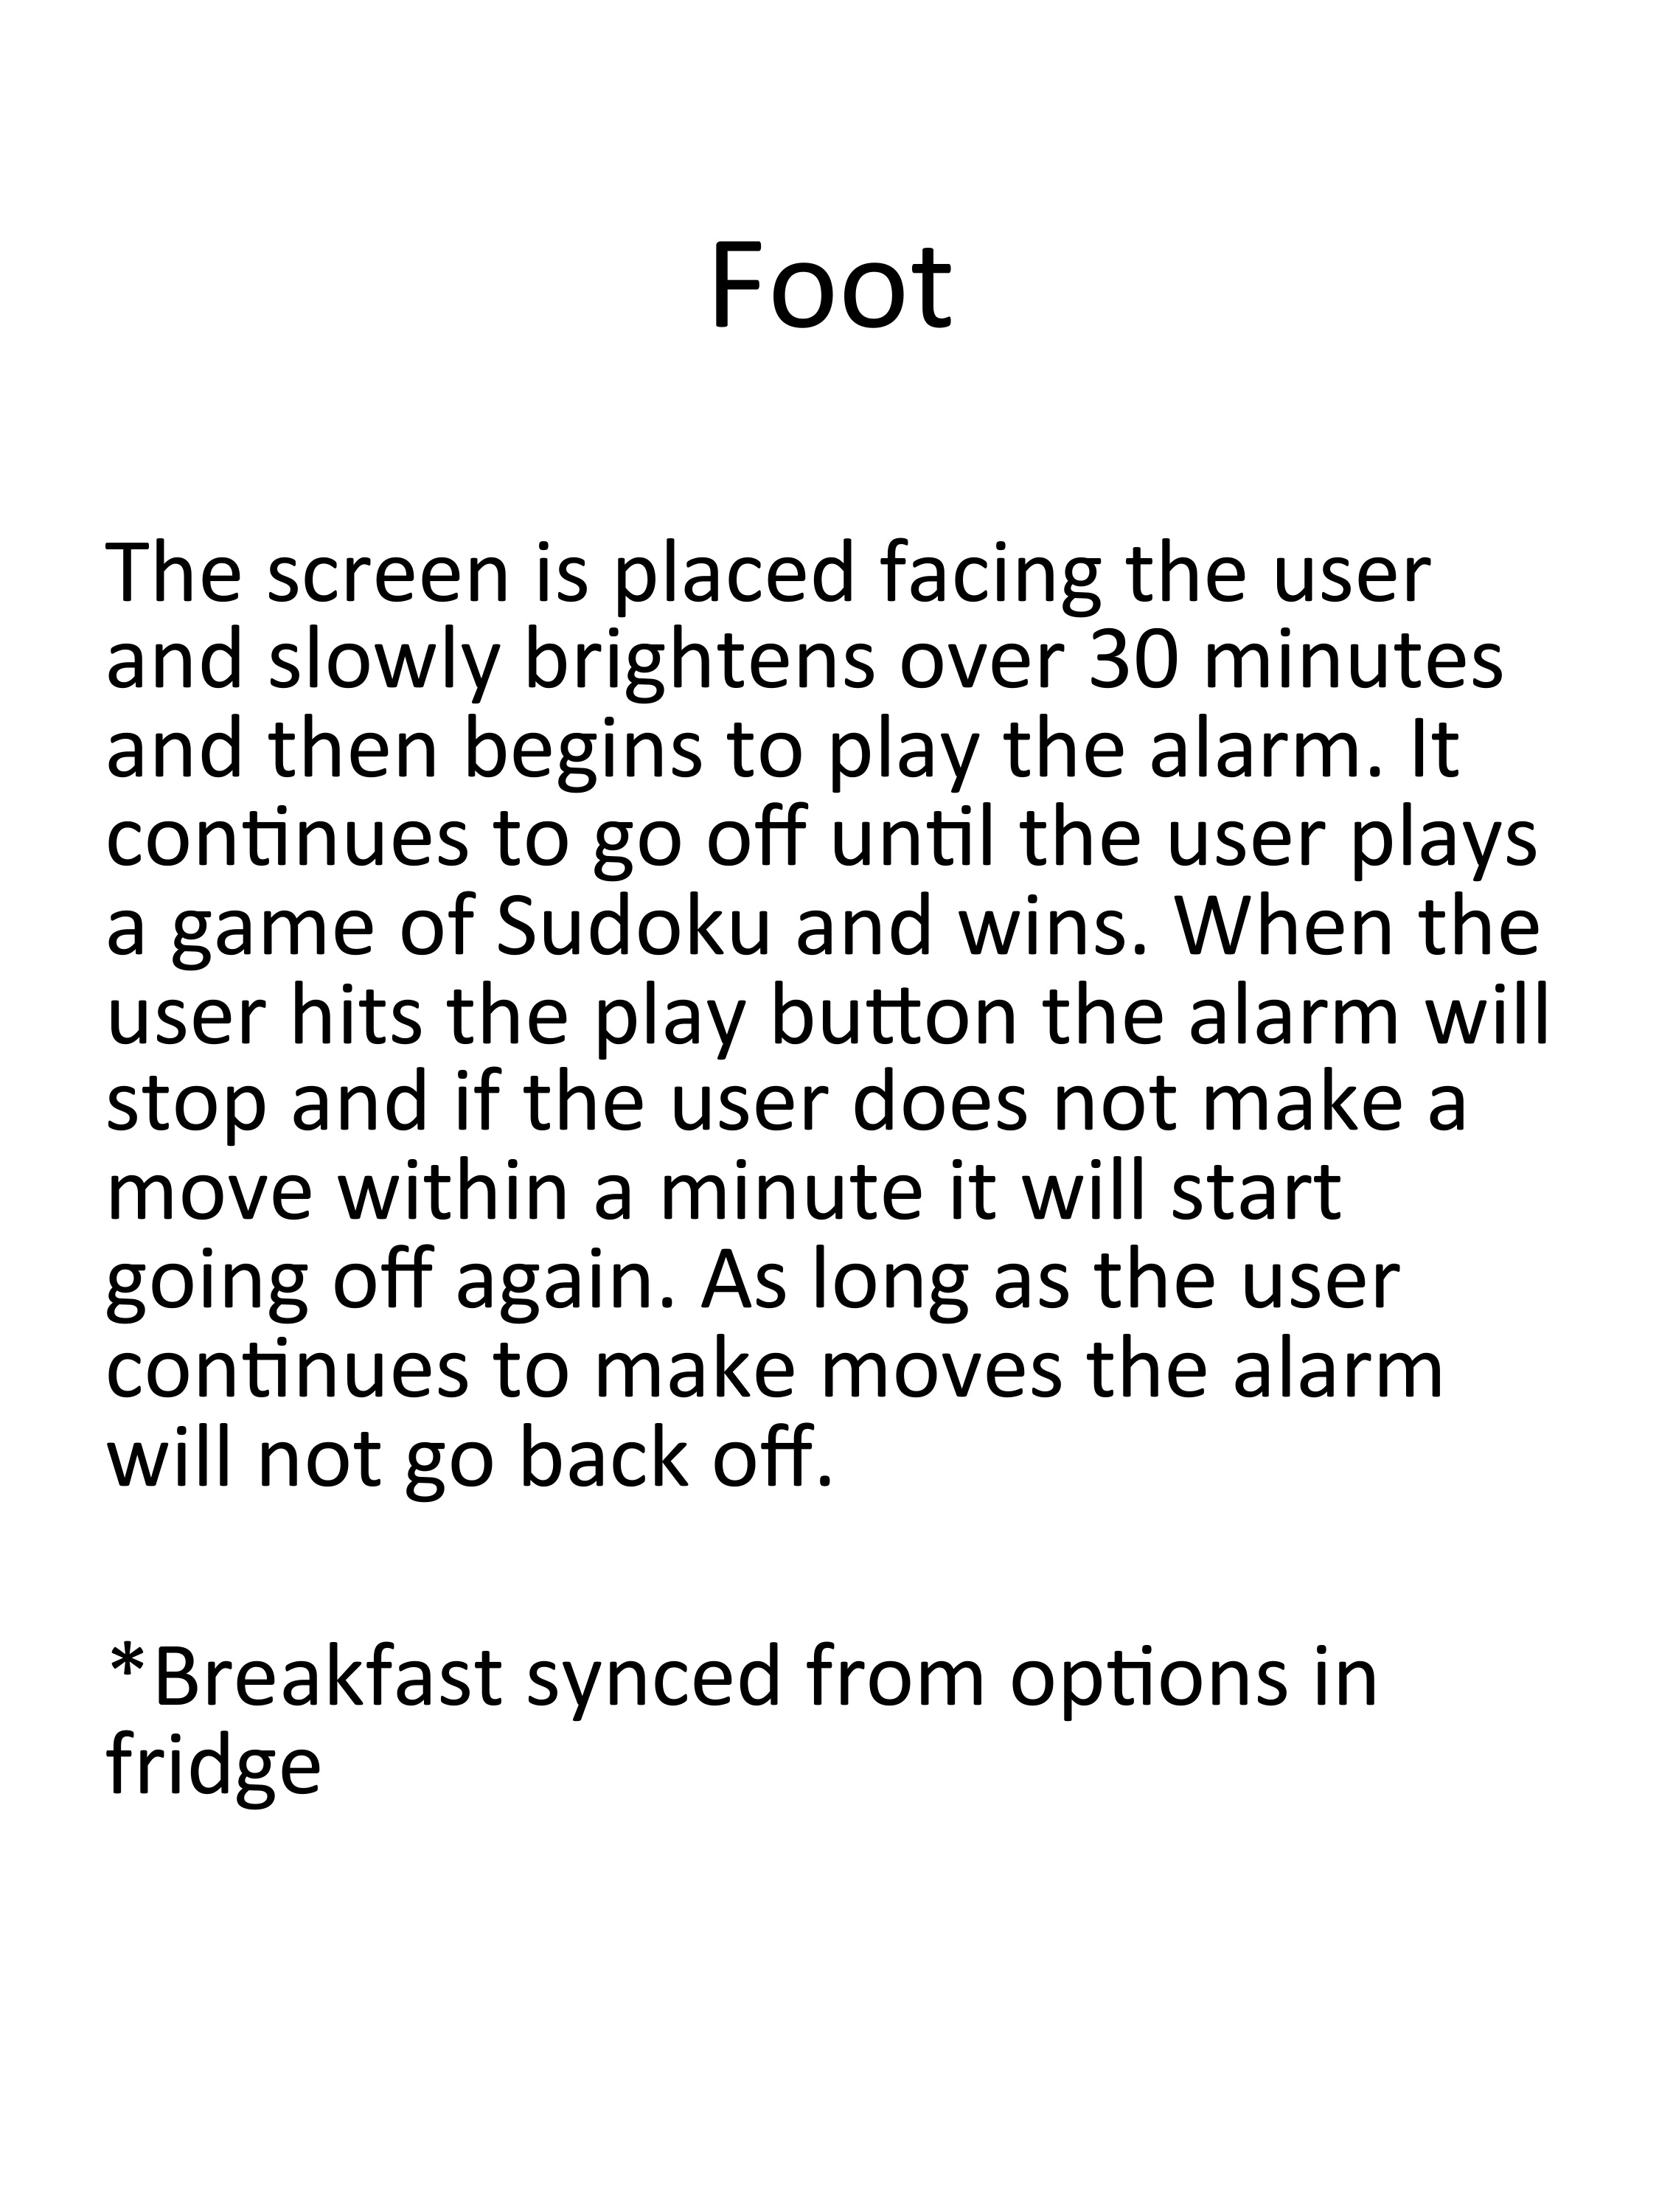 Foot
The screen is placed facing the user
and slowly brightens over 30 minutes
and then begins to play the alarm. It
continues to go off until the user plays
a game of Sudoku and wins. When the
user hits the play button the alarm will
stop and if the user does not make a
move within a minute it will start
going off again. As long as the user
continues to make moves the alarm
will not go back off.
*Breakfast synced from options in
fridge